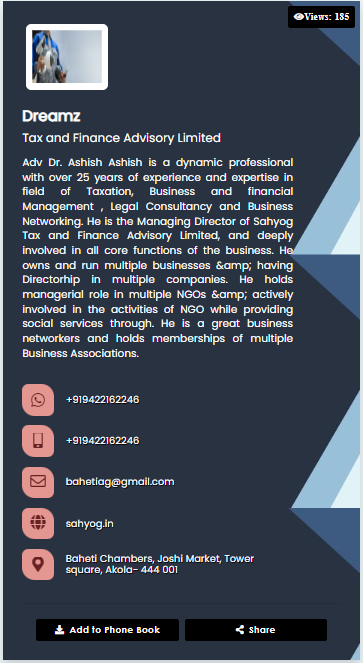 Views: 185
Dreamz
Tax and Finance Advisory Limited
Adv Dr. Ashish Ashish is a dynamic professional
with over 25 years of experience and expertise in
field of Taxation, Business and financial
Management , Legal Consultancy and Business
Networking. He is the Managing Director of Sahyog
Tax and Finance Advisory Limited, and deeply
involved in all core functions of the business. He
owns and run multiple businesses &amp; having
Directorhip in multiple companies. He holds
managerial role in multiple NGOs &amp; actively
involved in the activities of NGO while providing
social services through. He is a great business
networkers and holds memberships of multiple
Business Associations.
+919422162246
+919422162246
bahetiag@gmail.com
sahyog.in
Baheti Chambers, Joshi Market, Tower
square, Akola- 444 001
Add to Phone Book
Share